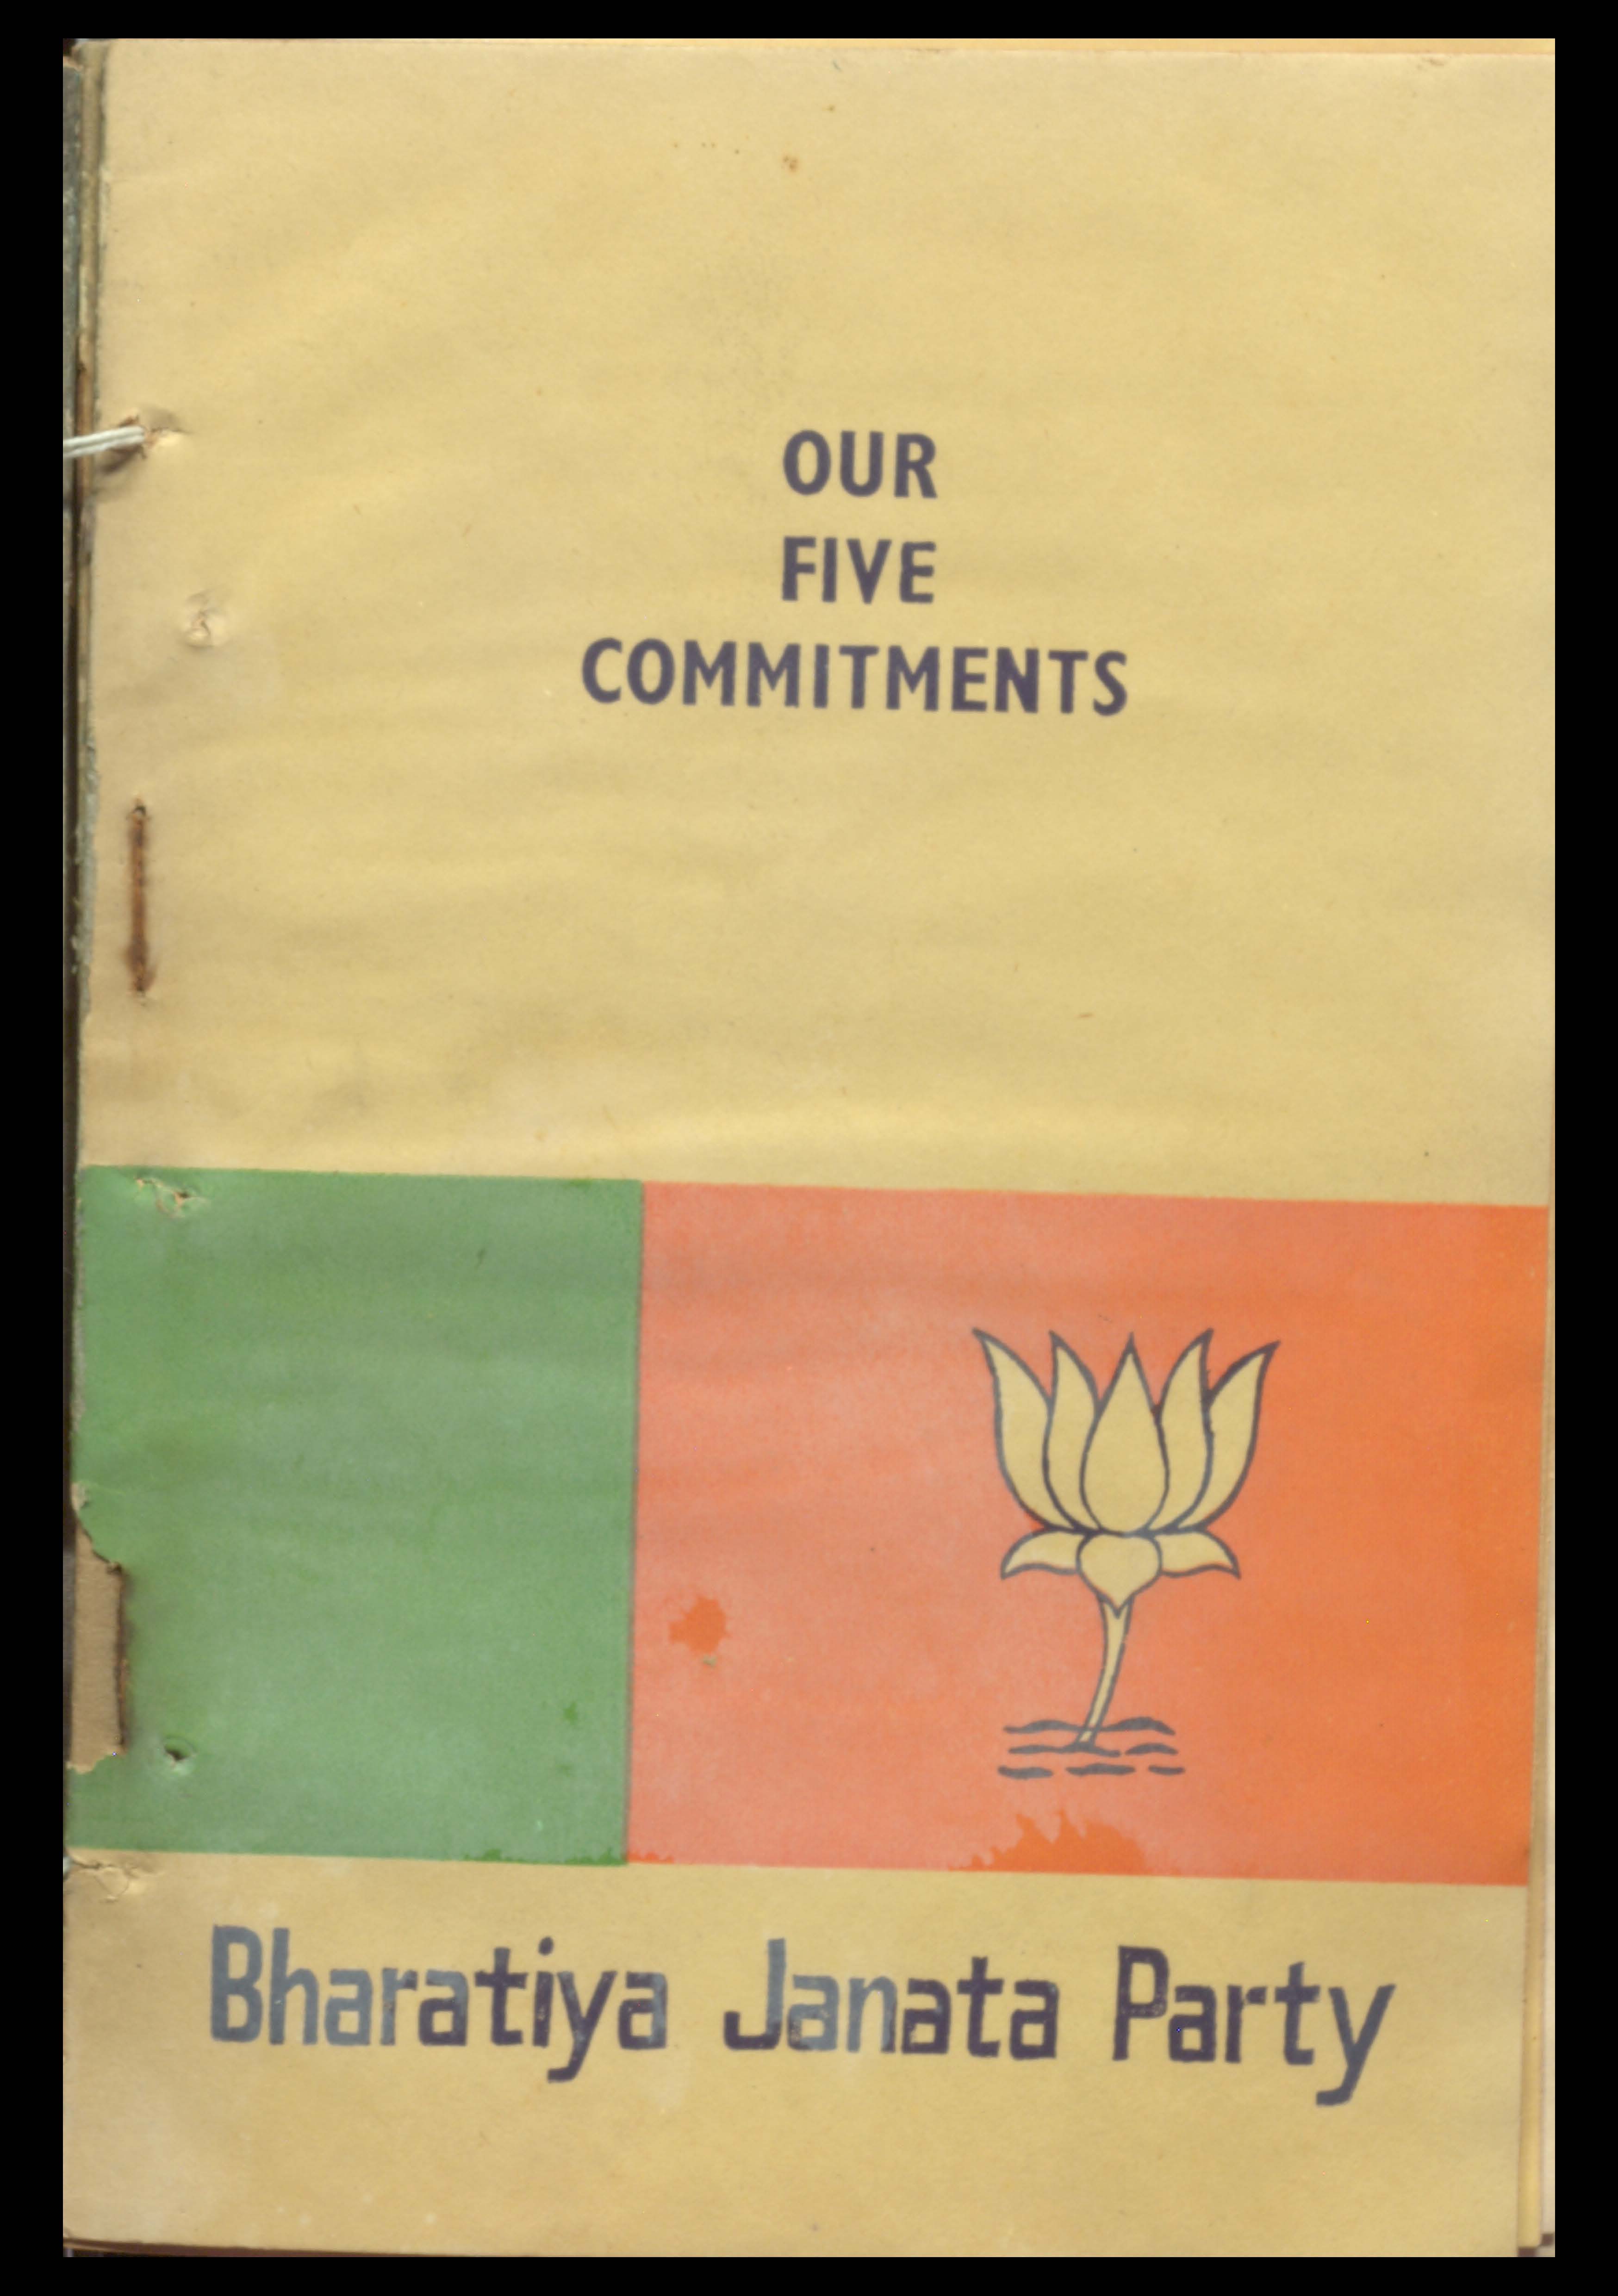 OUR
FIVE
COMMITMENTS
Bharatiya Janata Party